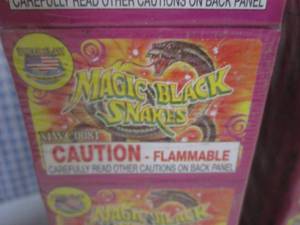 CAREFULLY READ OTHER CAUTIONS ON BACK PANEL
MAGIC BLACK
SNAKES
CAUTION - FLAMMABLE
CAREFULLY READ OTHER CAUTIONS ON BACK PANEL
MAGIC BLACK